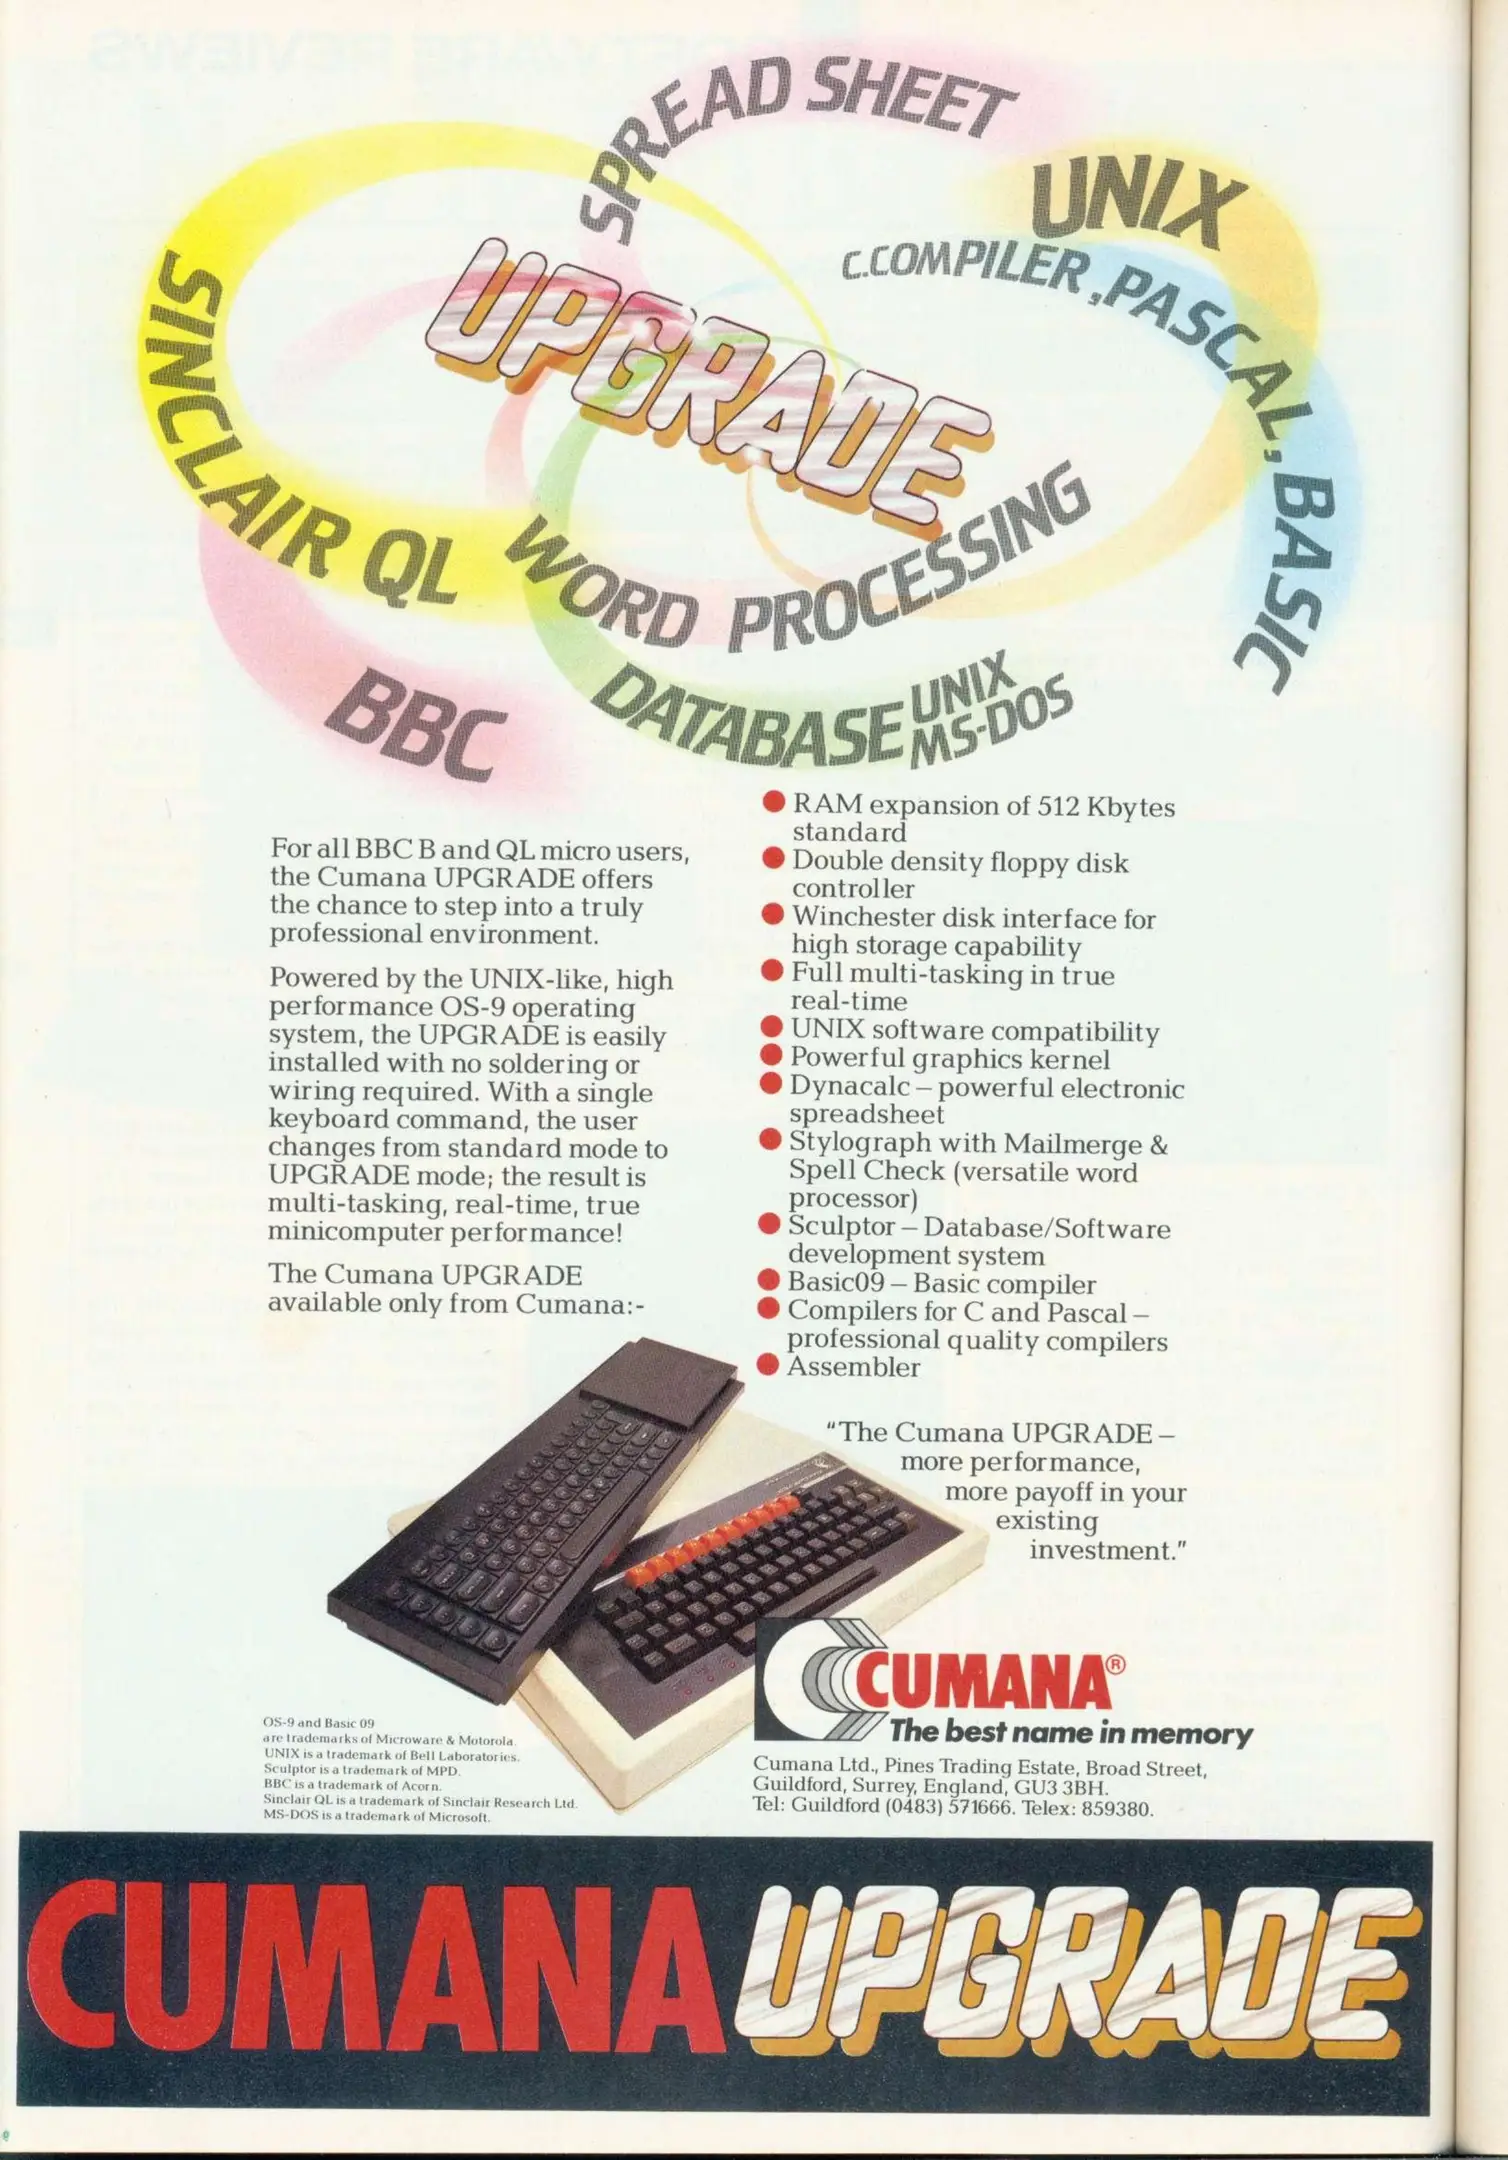 SPREAD SHEET
UNIX
C.COMPILER, PASCAL, BASIC
SINCLAIR QL
UPGRADE
WORD PROCESSING
BBC
DATABASE UNIX
MS-DOS
For all BBC B and QL micro users,
the Cumana UPGRADE offers
the chance to step into a truly
professional environment.
Powered by the UNIX-like, high
performance OS-9 operating
system, the UPGRADE is easily
installed with no soldering or
wiring required. With a single
keyboard command, the user
changes from standard mode to
UPGRADE mode; the result is
multi-tasking, real-time, true
minicomputer performance!
The Cumana UPGRADE
available only from Cumana:-
● RAM expansion of 512 Kbytes
standard
● Double density floppy disk
controller
● Winchester disk interface for
high storage capability
● Full multi-tasking in true
real-time
● UNIX software compatibility
● Powerful graphics kernel
● Dynacalc – powerful electronic
spreadsheet
● Stylograph with Mailmerge &
Spell Check (versatile word
processor)
● Sculptor – Database/Software
development system
● Basic09 – Basic compiler
● Compilers for C and Pascal –
professional quality compilers
● Assembler
"The Cumana UPGRADE –
more performance,
more payoff in your
existing
investment."
OS-9 and Basic 09
are trademarks of Microware & Motorola.
UNIX is a trademark of Bell Laboratories.
Sculptor is a trademark of MPD.
BBC is a trademark of Acorn.
Sinclair QL is a trademark of Sinclair Research Ltd.
MS-DOS is a trademark of Microsoft.
CUMANA®
The best name in memory
Cumana Ltd., Pines Trading Estate, Broad Street,
Guildford, Surrey, England, GU3 3BH.
Tel: Guildford (0483) 571666. Telex: 859380.
CUMANA UPGRADE